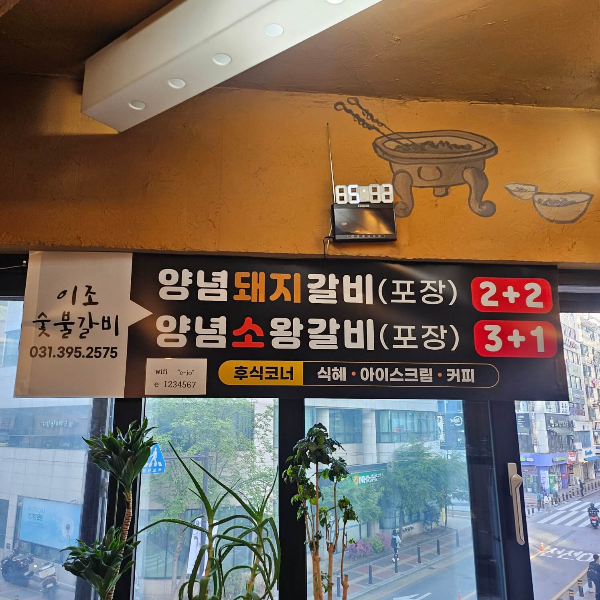 이조
숯불갈비
031.395.2575
양념돼지갈비(포장) 2+2
양념소왕갈비(포장) 3+1
wifi "e-jo"
e 1234567
후식코너 식혜 • 아이스크림 • 커피